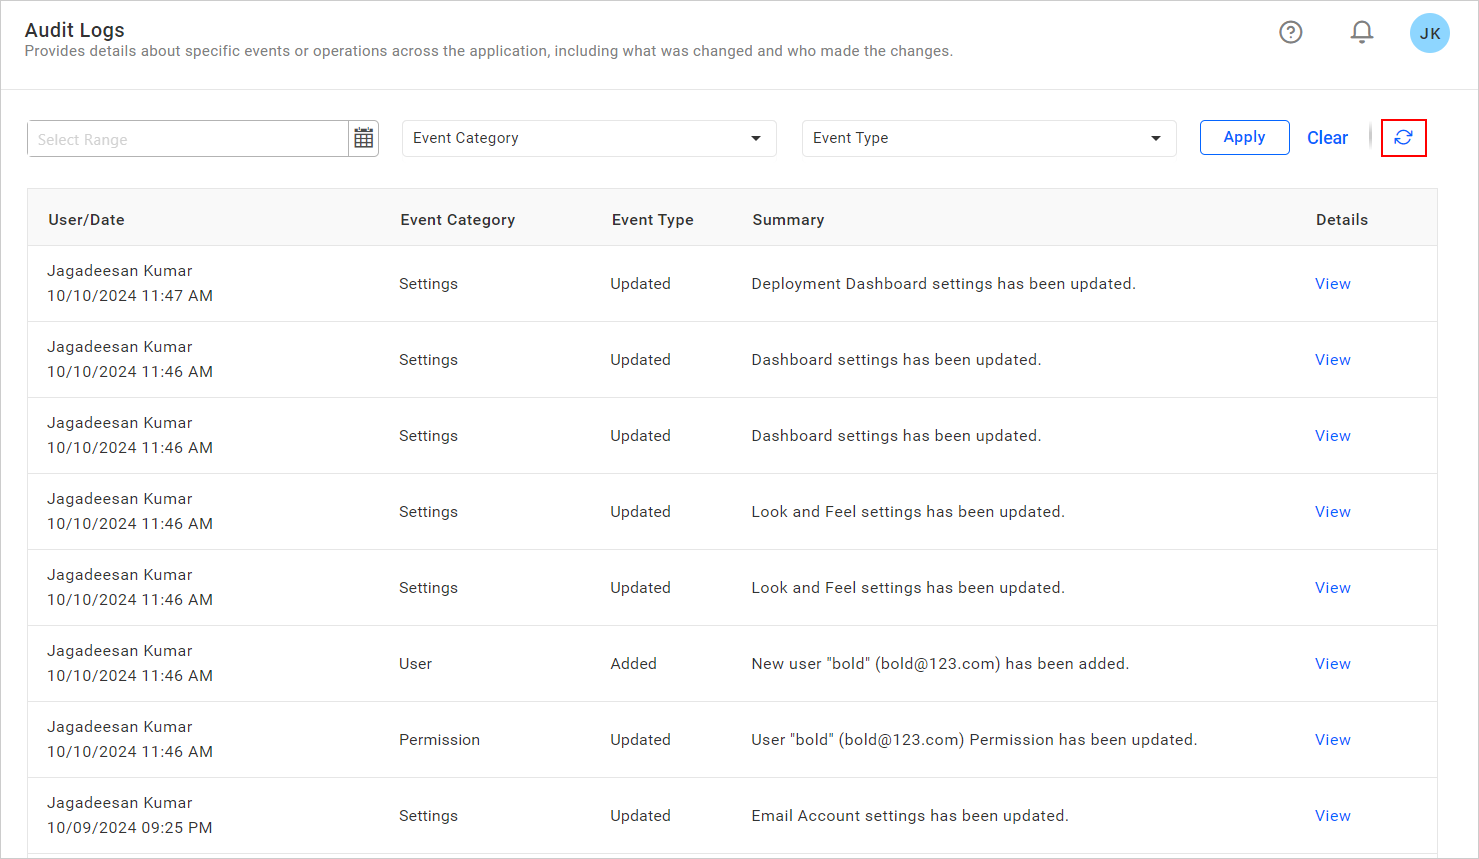 Audit Logs
Provides details about specific events or operations across the application, including what was changed and who made the changes.
JK
Select Range
Event Category
Event Type
Apply
Clear
User/Date Event Category Event Type Summary Details
Jagadeesan Kumar
10/10/2024 11:47 AM
Settings Updated Deployment Dashboard settings has been updated. View
Jagadeesan Kumar
10/10/2024 11:46 AM
Settings Updated Dashboard settings has been updated. View
Jagadeesan Kumar
10/10/2024 11:46 AM
Settings Updated Dashboard settings has been updated. View
Jagadeesan Kumar
10/10/2024 11:46 AM
Settings Updated Look and Feel settings has been updated. View
Jagadeesan Kumar
10/10/2024 11:46 AM
Settings Updated Look and Feel settings has been updated. View
Jagadeesan Kumar
10/10/2024 11:46 AM
User Added New user "bold" (bold@123.com) has been added. View
Jagadeesan Kumar
10/10/2024 11:46 AM
Permission Updated User "bold" (bold@123.com) Permission has been updated. View
Jagadeesan Kumar
10/09/2024 09:25 PM
Settings Updated Email Account settings has been updated. View